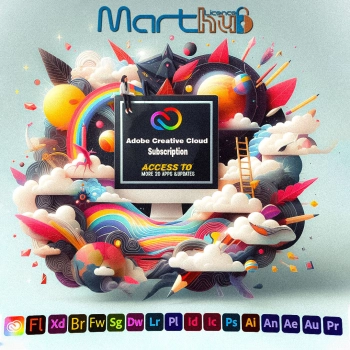 Licence
Marthub
Adobe Creative Cloud
Subscription
ACCESS TO
MORE 20 APPS &UPDATES
Fl Xd Br Fw Sg Dw Lr Pl Id Ic Ps Ai An Ae Au Pr